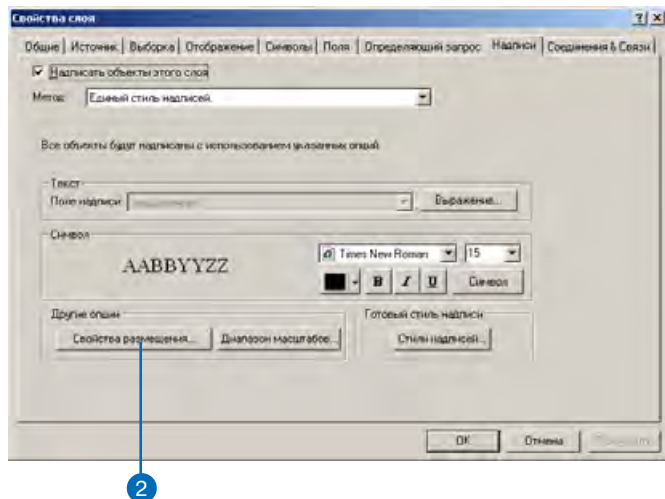 Свойства слоя
Общие Источник Выборка Отображение Символы Поля Определяющий запрос Надписи Соединения & Связи
Надписать объекты этого слоя
Метод: Единый стиль надписей.
Все объекты будут надписаны с использованием указанных опций.
Текст
Поле надписи: Выражение...
Символ
AABBYYZZ
Times New Roman 15
B I U Символ
Другие опции Готовый стиль надписи
Свойства размещения... Диапазон масштабов... Стили надписей...
OK Отмена
2